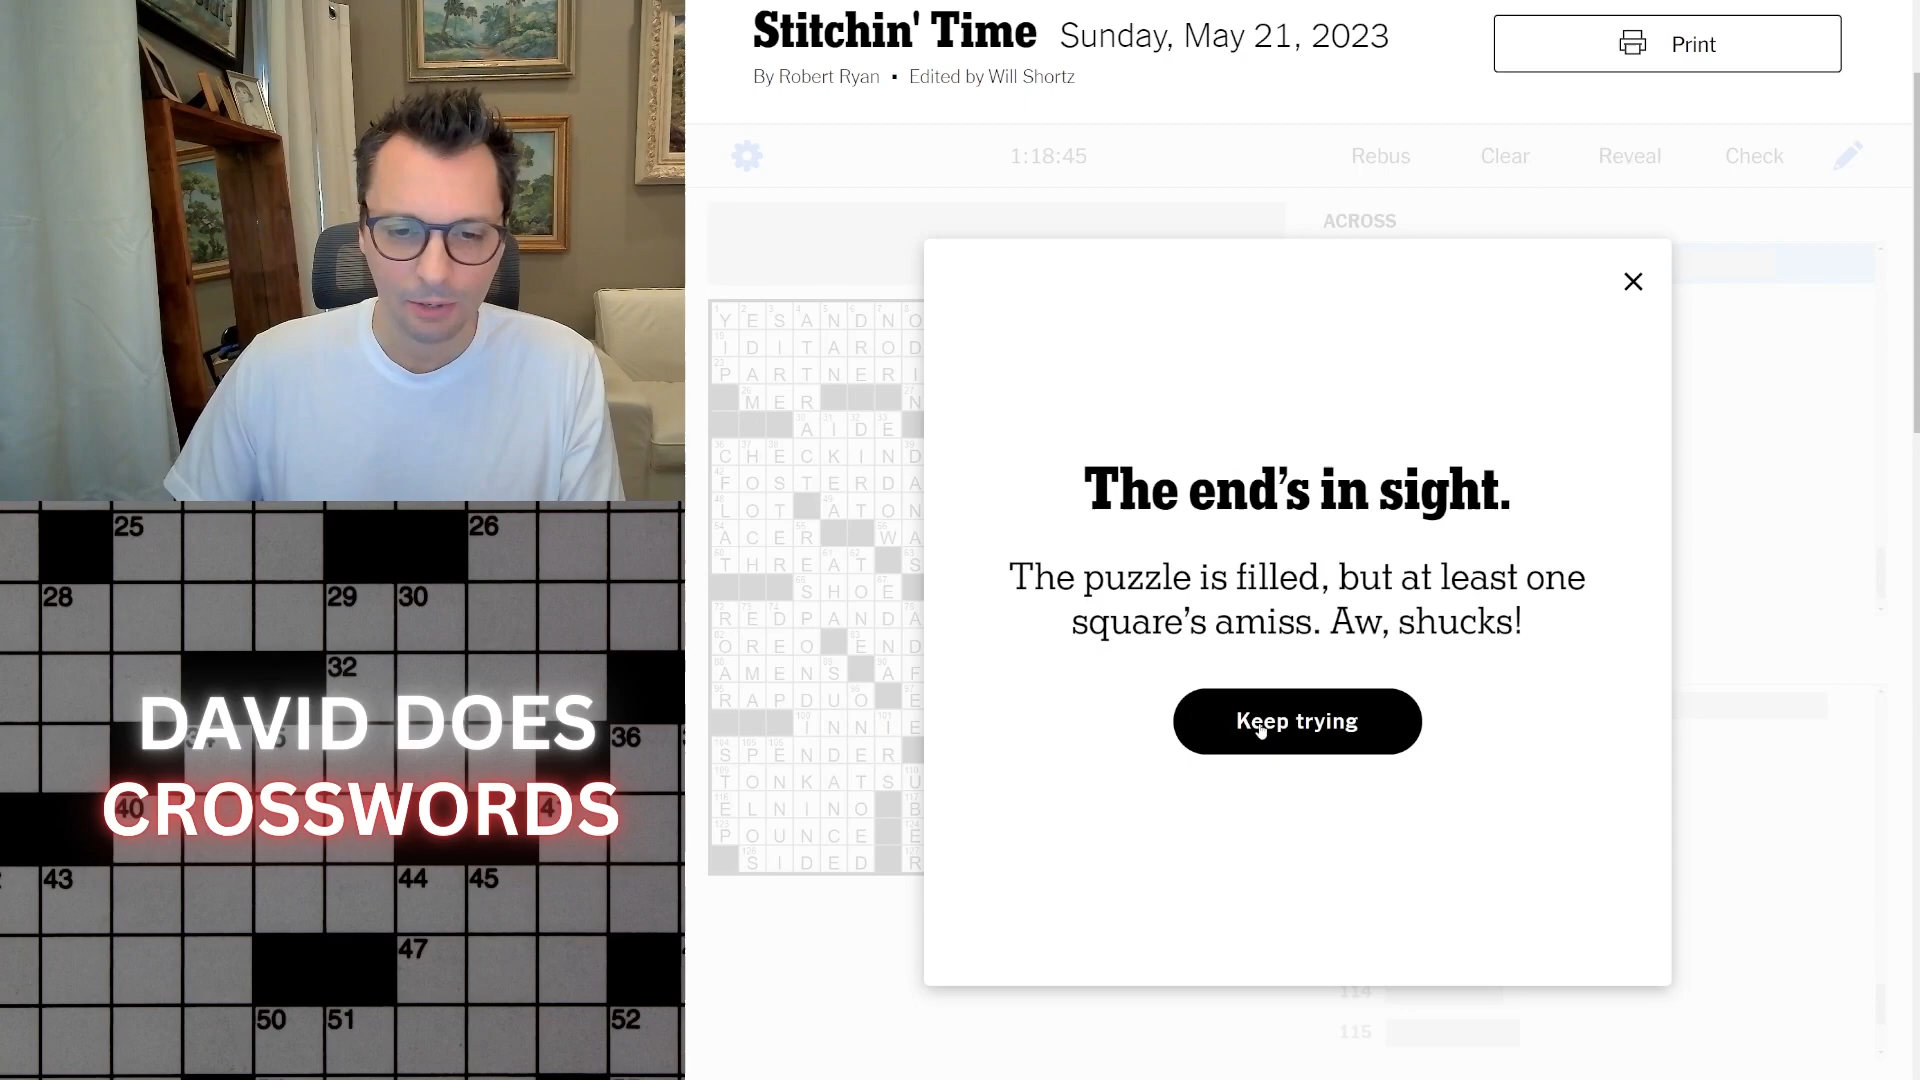 Stitchin' Time Sunday, May 21, 2023
By Robert Ryan ▪ Edited by Will Shortz
Print
1:18:45
Rebus
Clear
Reveal
Check
ACROSS
YESANDNO
IDITAROD
PARTNERI
MER N
AIDE
CHECKIND
FOSTERDA
LOT ATON
ACER WA
THREAT S
SHOE
REDPANDA
OREO END
AMENS AF
RAPDUO E
INNIE
SPENDER
TONKATSU
ELNINO B
POUNCE E
SIDED R
The end's in sight.
The puzzle is filled, but at least one
square's amiss. Aw, shucks!
Keep trying
114
115
25 26
28 29 30
32
DAVID DOES
36
CROSSWORDS
40
43 44 45
47
50 51 52